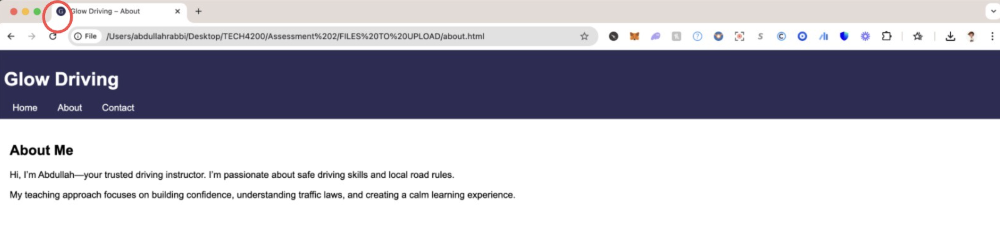 G Glow Driving – About
File /Users/abdullahrabbi/Desktop/TECH4200/Assessment%202/FILES%20TO%20UPLOAD/about.html
Glow Driving
Home About Contact
About Me
Hi, I’m Abdullah—your trusted driving instructor. I’m passionate about safe driving skills and local road rules.
My teaching approach focuses on building confidence, understanding traffic laws, and creating a calm learning experience.